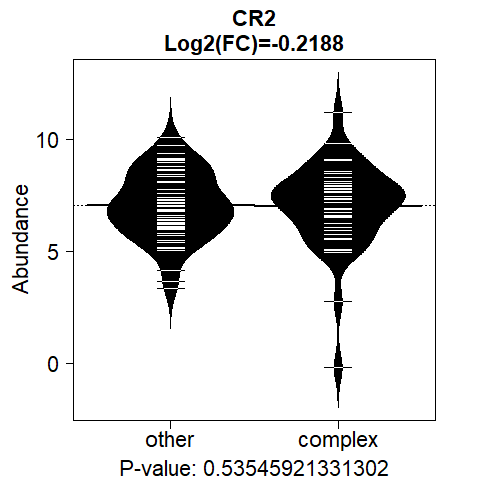 CR2
Log2(FC)=-0.2188
Abundance
10
5
0
other complex
P-value: 0.53545921331302